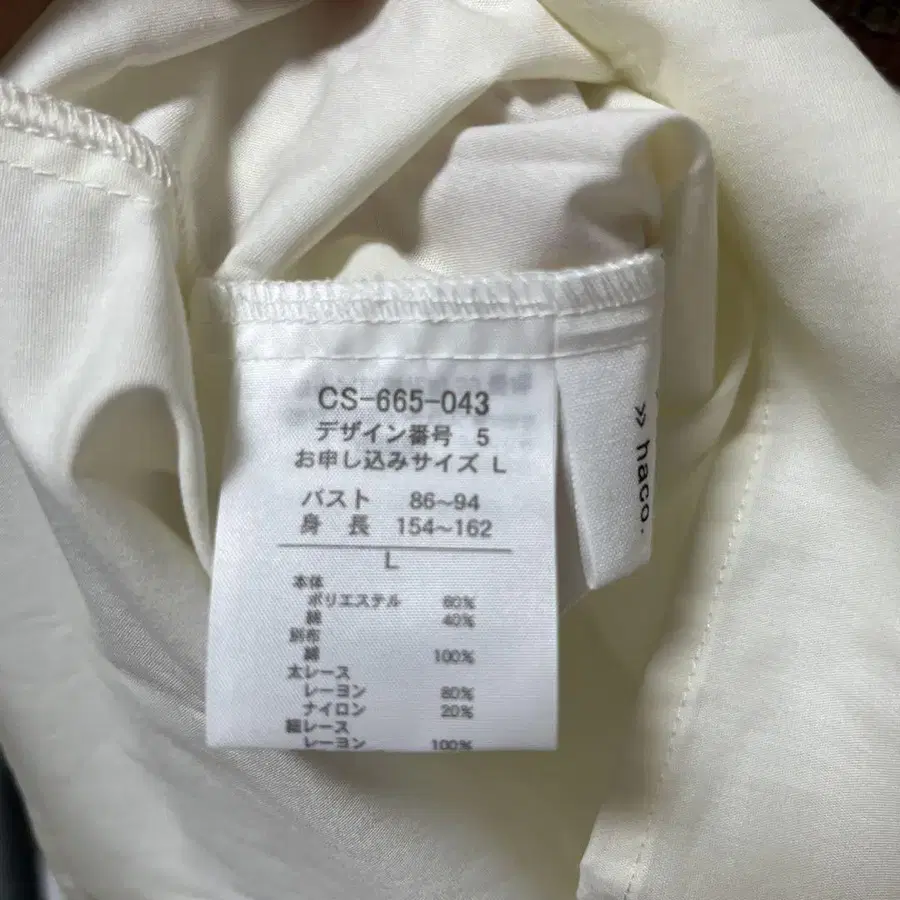 CS-665-043
デザイン番号 5
お申し込みサイズ L
バスト 86~94
身 長 154~162
L
本体
ポリエステル 60%
綿 40%
別布
綿 100%
太レース
レーヨン 80%
ナイロン 20%
細レース
レーヨン 100%
» haco.